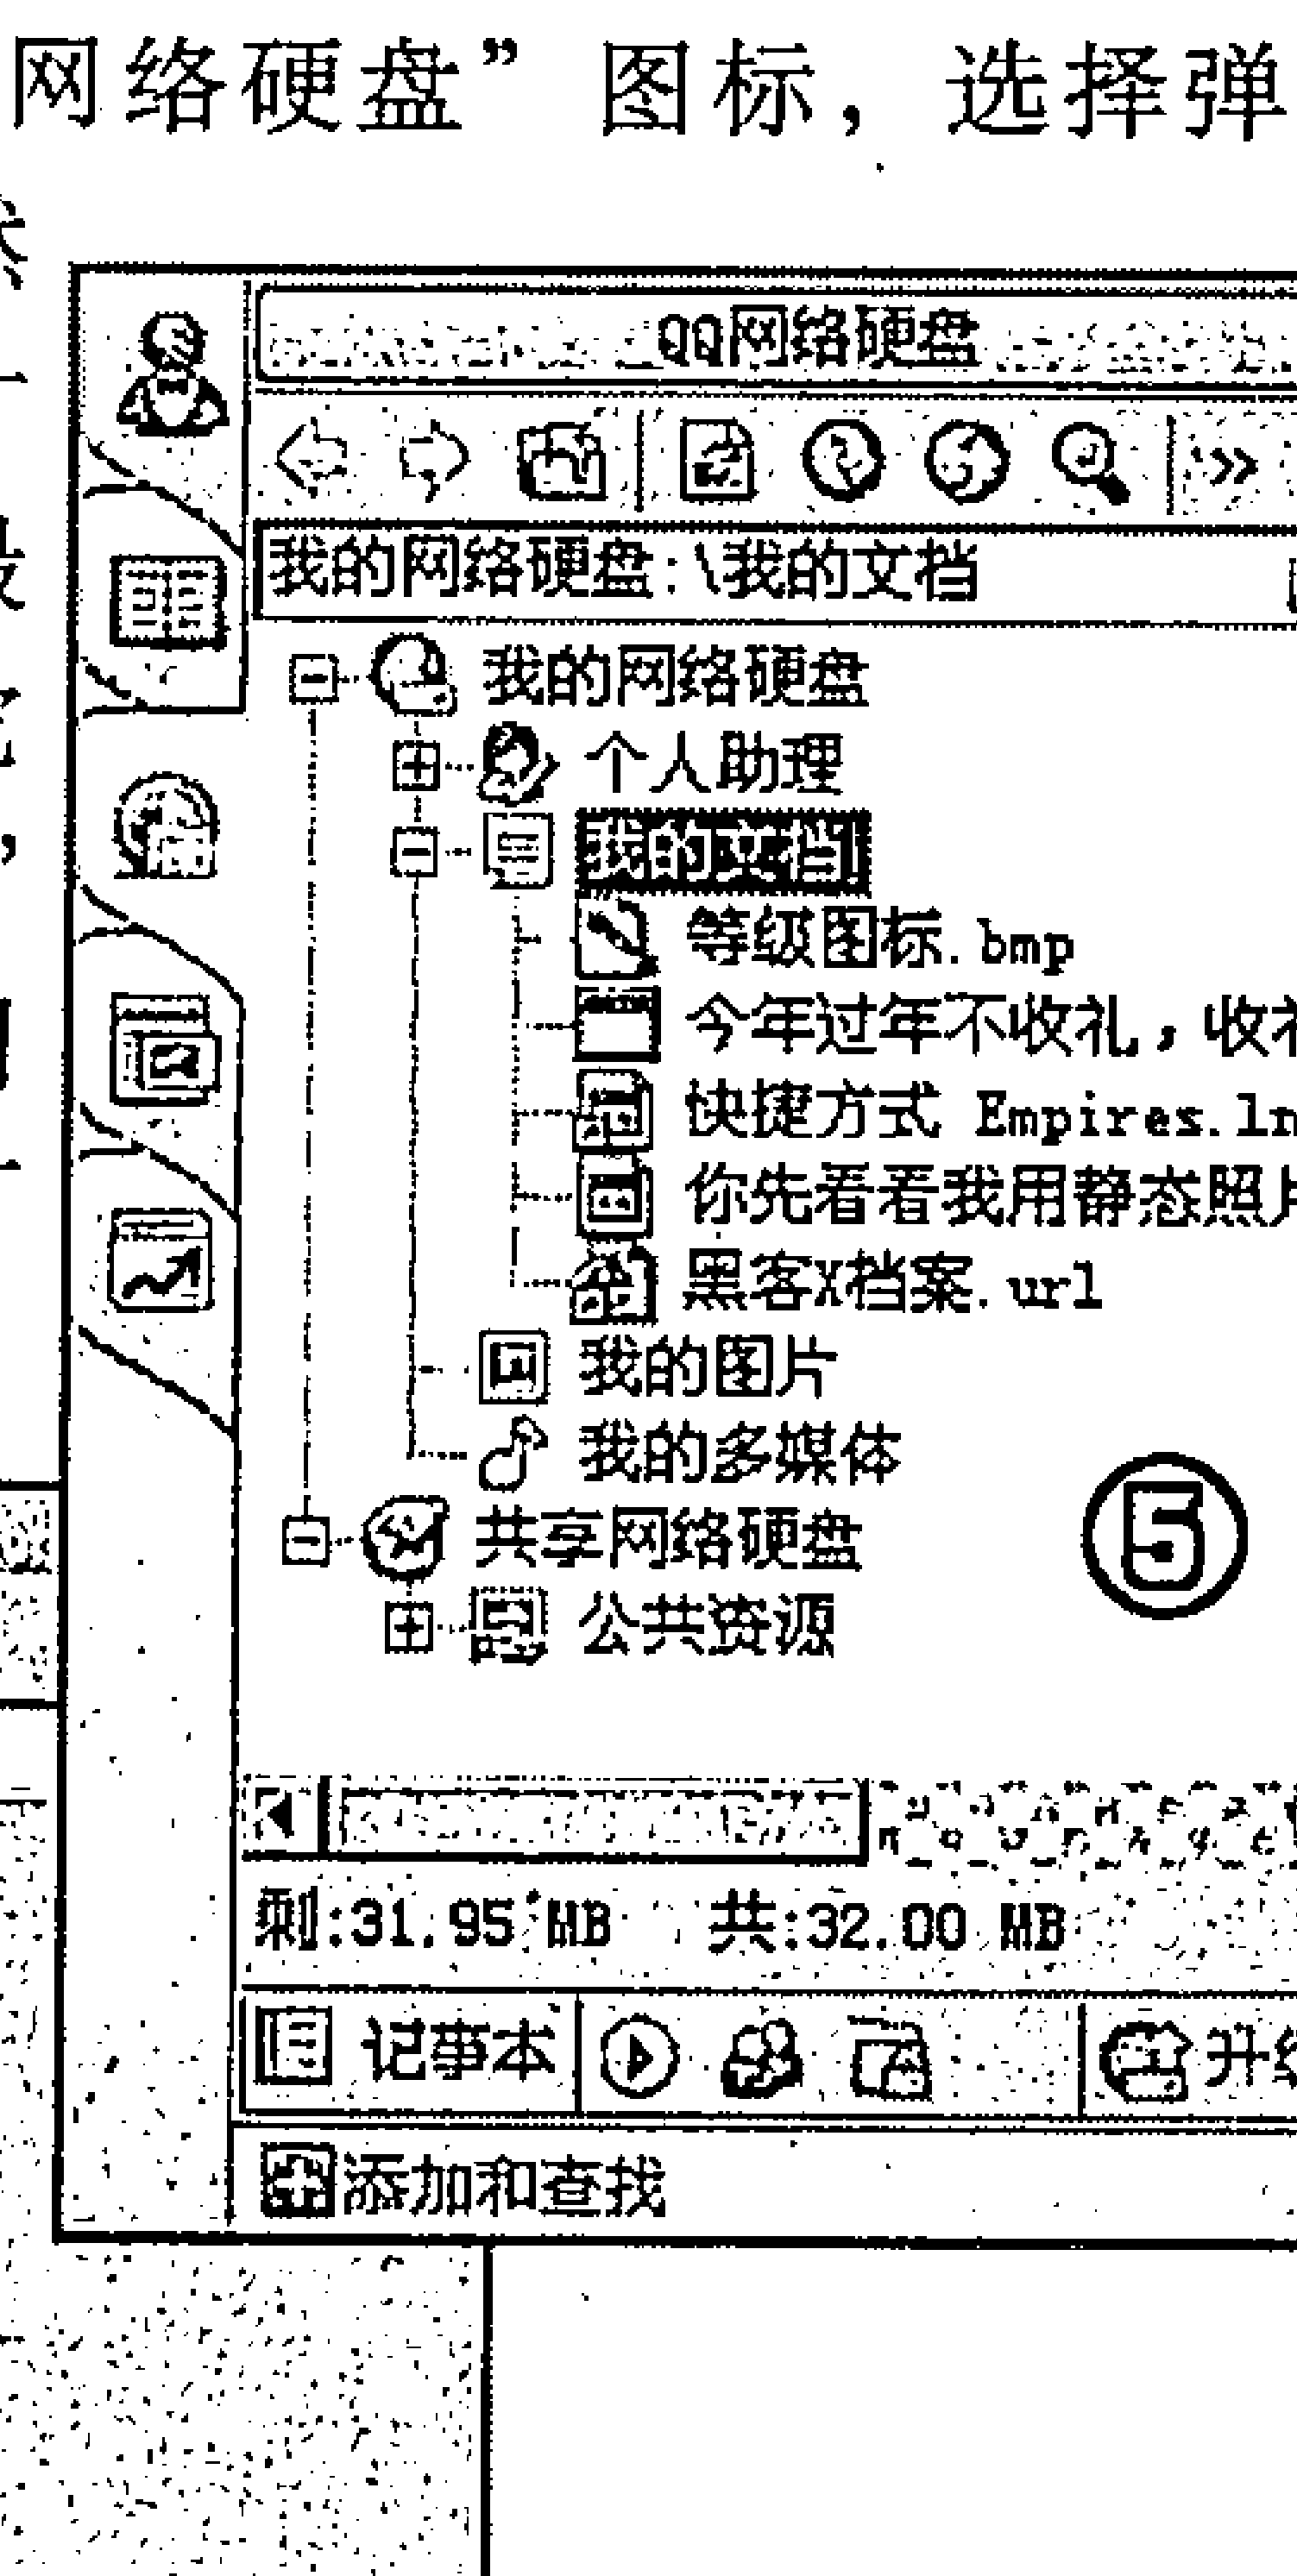 网络硬盘”图标，选择弹
QQ网络硬盘
我的网络硬盘:\我的文档
我的网络硬盘
个人助理
我的文档
等级图标.bmp
今年过年不收礼，收
快捷方式 Empires.ln
你先看看我用静态照片
黑客X档案.url
我的图片
我的多媒体
共享网络硬盘
公共资源
⑤
剩:31.95 MB 共:32.00 MB
记事本 升
添加和查找